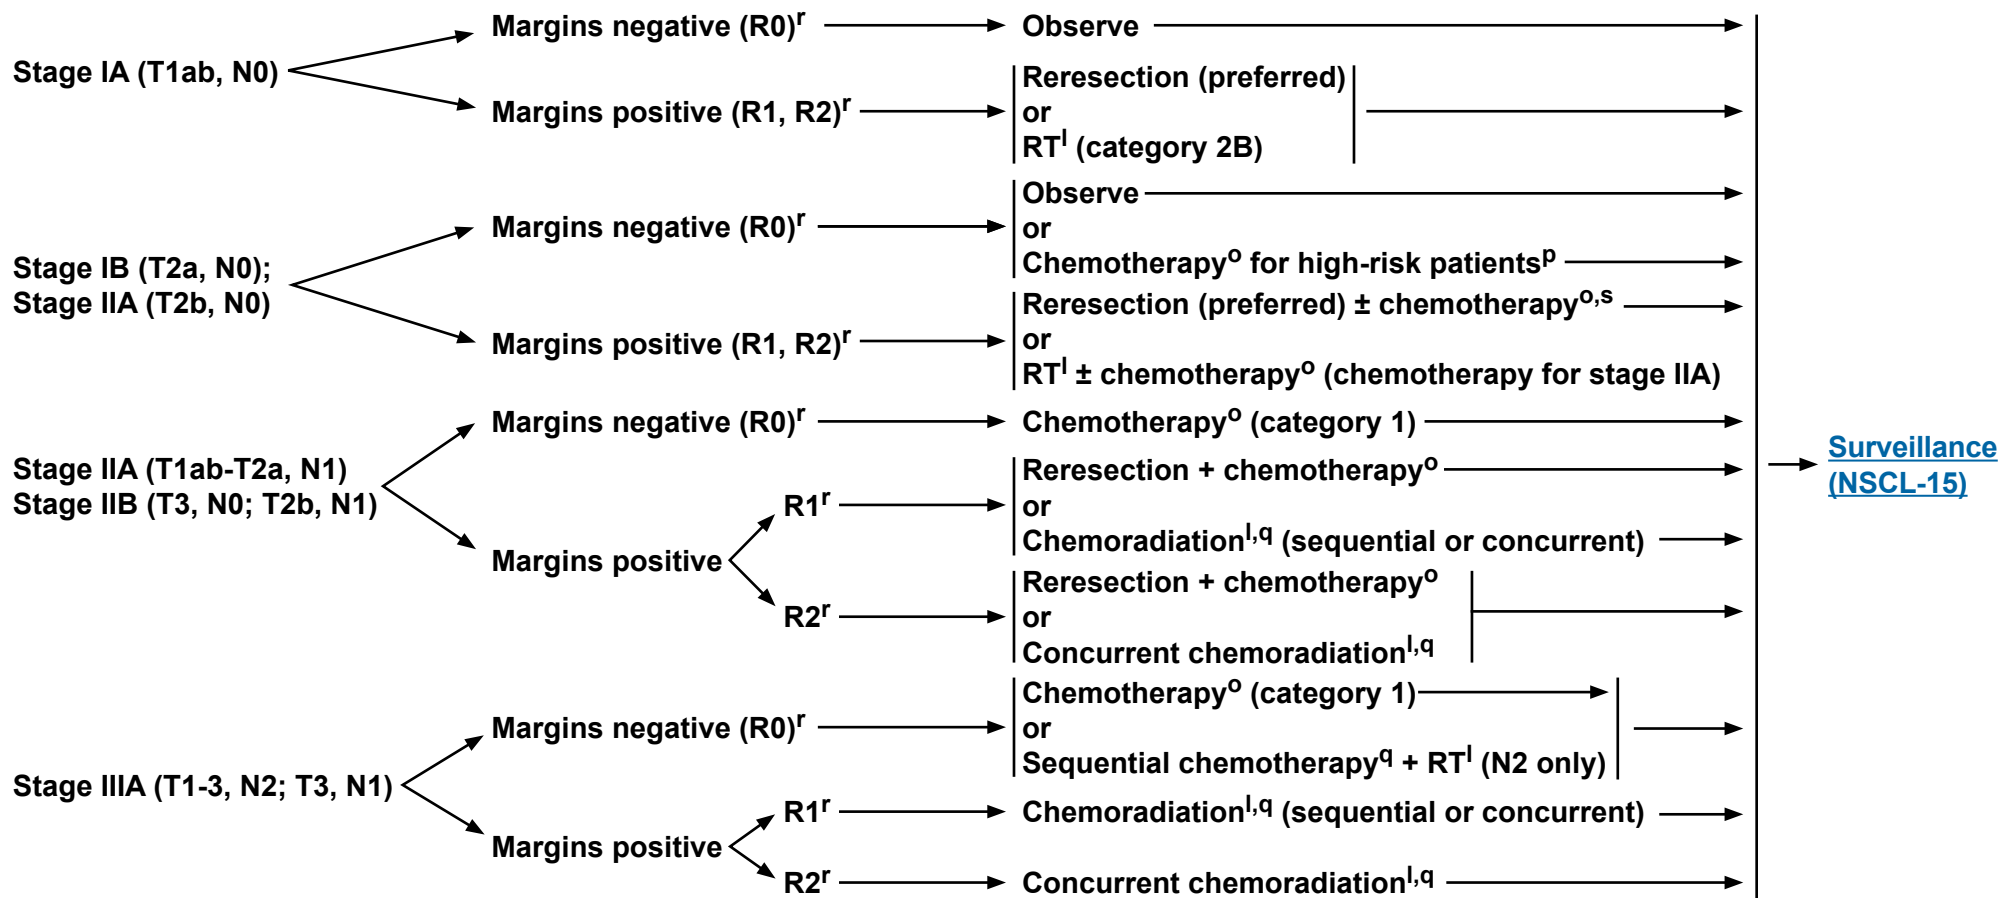 Stage IA (T1ab, N0)
Margins negative (R0)r
Observe
Margins positive (R1, R2)r
Reresection (preferred)
or
RTl (category 2B)
Stage IB (T2a, N0);
Stage IIA (T2b, N0)
Margins negative (R0)r
Observe
or
Chemotherapyo for high-risk patientsp
Margins positive (R1, R2)r
Reresection (preferred) ± chemotherapyo,s
or
RTl ± chemotherapyo (chemotherapy for stage IIA)
Stage IIA (T1ab-T2a, N1)
Stage IIB (T3, N0; T2b, N1)
Margins negative (R0)r
Chemotherapyo (category 1)
Margins positive
R1r
Reresection + chemotherapyo
or
Chemoradiationl,q (sequential or concurrent)
R2r
Reresection + chemotherapyo
or
Concurrent chemoradiationl,q
Stage IIIA (T1-3, N2; T3, N1)
Margins negative (R0)r
Chemotherapyo (category 1)
or
Sequential chemotherapyq + RTl (N2 only)
Margins positive
R1r
Chemoradiationl,q (sequential or concurrent)
R2r
Concurrent chemoradiationl,q
Surveillance
(NSCL-15)